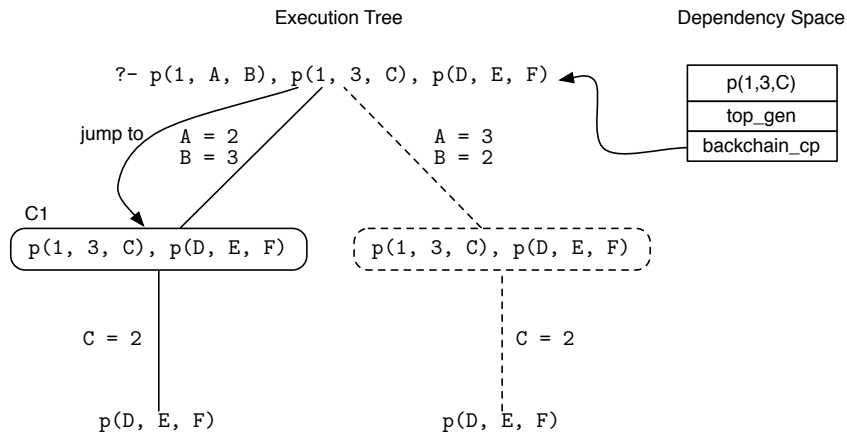 Execution Tree
Dependency Space
?- p(1, A, B), p(1, 3, C), p(D, E, F)
p(1,3,C)
top_gen
backchain_cp
jump to
A = 2
B = 3
A = 3
B = 2
C1
p(1, 3, C), p(D, E, F)
p(1, 3, C), p(D, E, F)
C = 2
C = 2
p(D, E, F)
p(D, E, F)